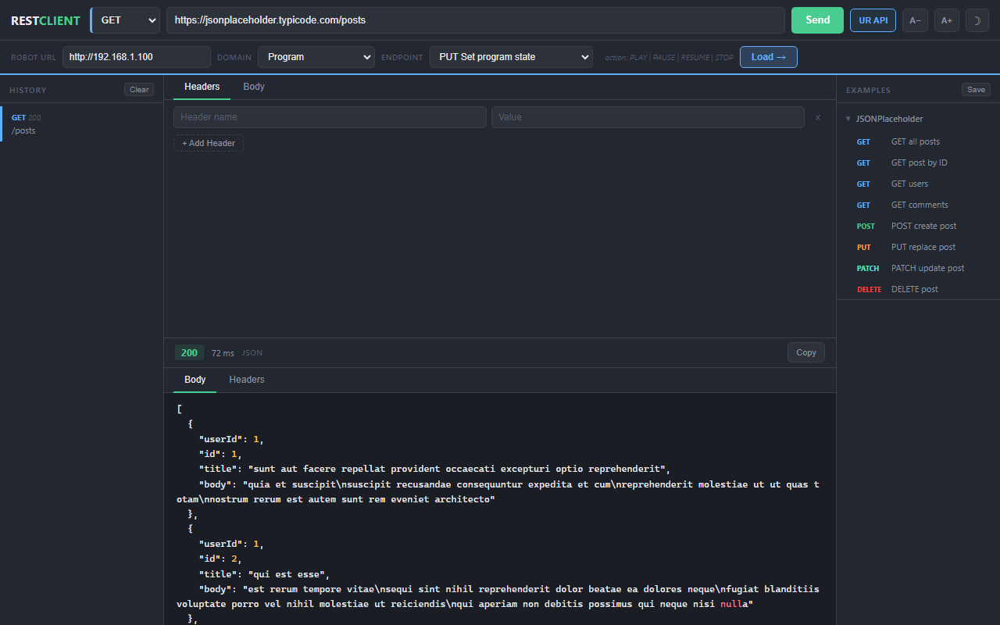 RESTCLIENT GET https://jsonplaceholder.typicode.com/posts Send UR API A− A+
ROBOT URL http://192.168.1.100 DOMAIN Program ENDPOINT PUT Set program state action: PLAY | PAUSE | RESUME | STOP Load →
HISTORY Clear
GET 200
/posts
Headers Body
Header name Value x
+ Add Header
200 72 ms JSON Copy
Body Headers
[
  {
    "userId": 1,
    "id": 1,
    "title": "sunt aut facere repellat provident occaecati excepturi optio reprehenderit",
    "body": "quia et suscipit\nsuscipit recusandae consequuntur expedita et cum\nreprehenderit molestiae ut ut quas t
otam\nnostrum rerum est autem sunt rem eveniet architecto"
  },
  {
    "userId": 1,
    "id": 2,
    "title": "qui est esse",
    "body": "est rerum tempore vitae\nsequi sint nihil reprehenderit dolor beatae ea dolores neque\nfugiat blanditiis
voluptate porro vel nihil molestiae ut reiciendis\nqui aperiam non debitis possimus qui neque nisi nulla"
  },
EXAMPLES Save
▼ JSONPlaceholder
GET GET all posts
GET GET post by ID
GET GET users
GET GET comments
POST POST create post
PUT PUT replace post
PATCH PATCH update post
DELETE DELETE post